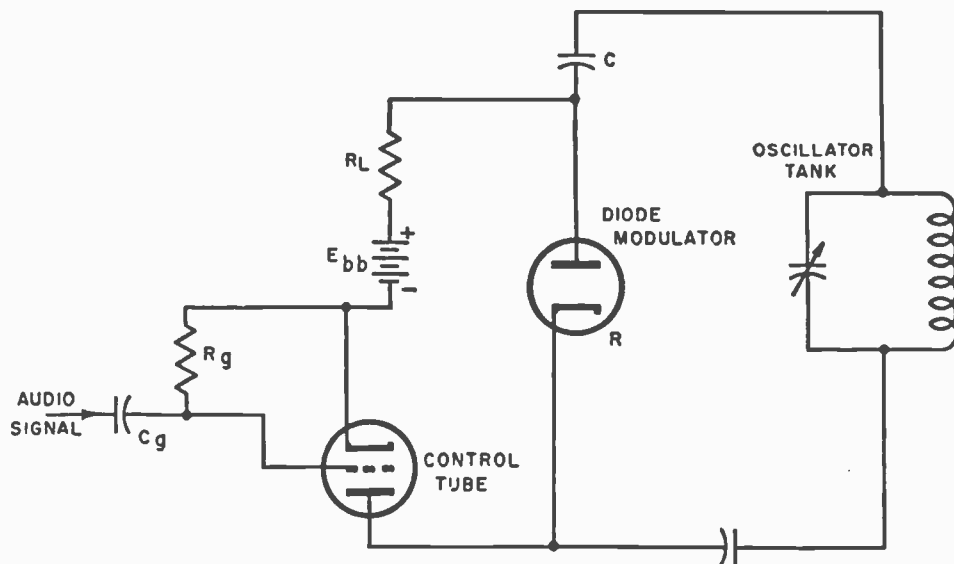 C
RL
OSCILLATOR
TANK
DIODE
MODULATOR
+
Ebb
-
R
Rg
AUDIO
SIGNAL
Cg
CONTROL
TUBE